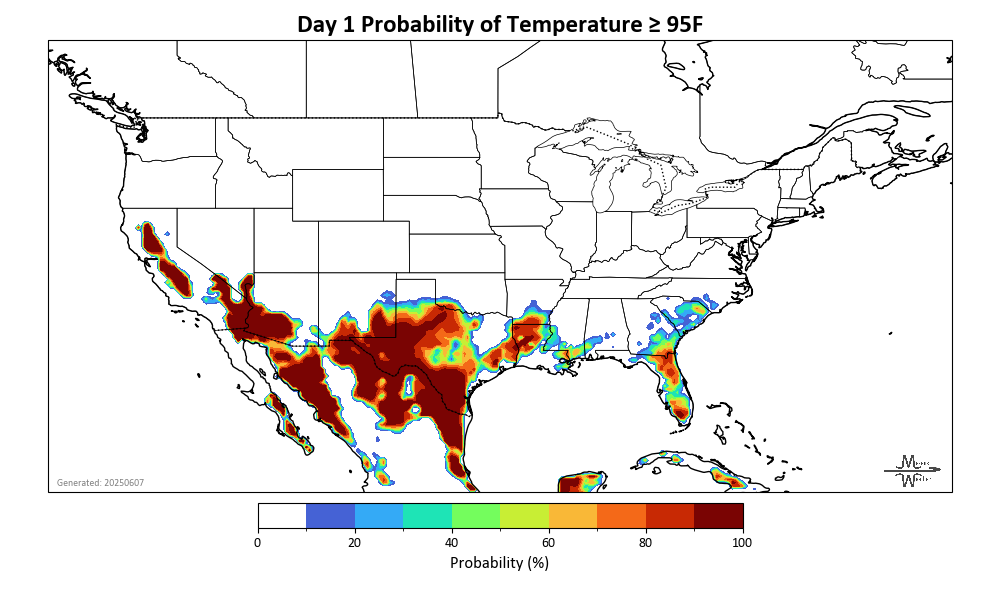 Day 1 Probability of Temperature ≥ 95F
Generated: 20250607
0 20 40 60 80 100
Probability (%)